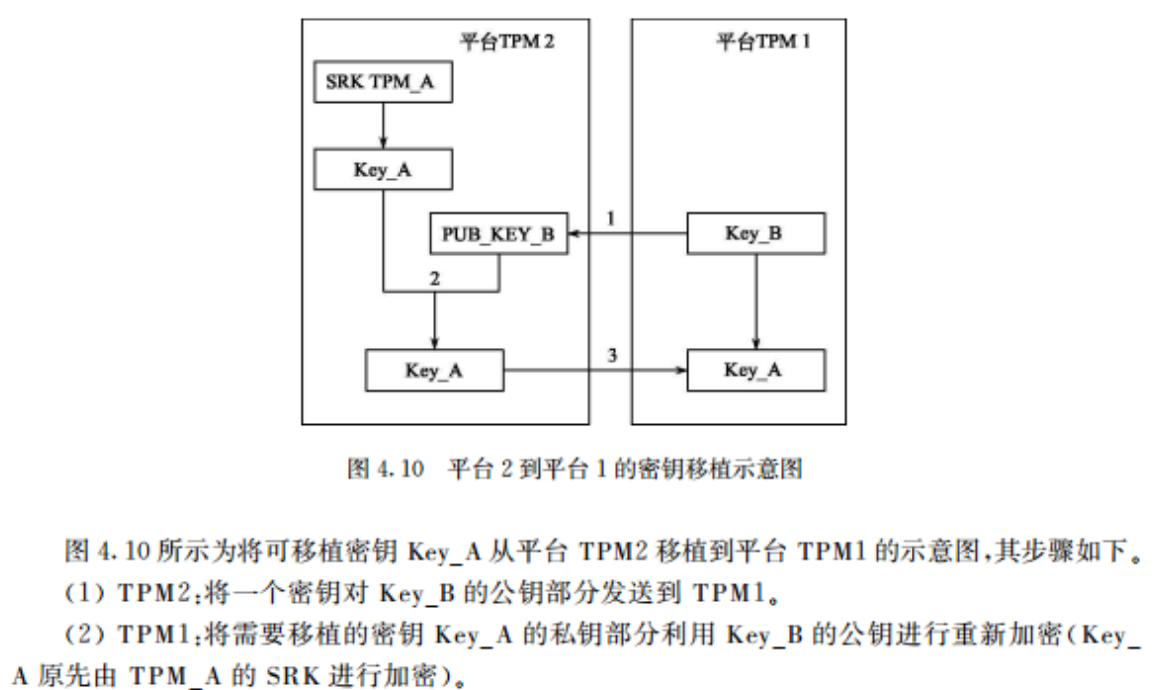 平台TPM 2
平台TPM 1
SRK TPM_A
Key_A
1
PUB_KEY_B
Key_B
2
Key_A
3
Key_A
图 4.10 平台 2 到平台 1 的密钥移植示意图
图 4.10 所示为将可移植密钥 Key_A 从平台 TPM2 移植到平台 TPM1 的示意图,其步骤如下。
(1) TPM2:将一个密钥对 Key_B 的公钥部分发送到 TPM1。
(2) TPM1:将需要移植的密钥 Key_A 的私钥部分利用 Key_B 的公钥进行重新加密(Key_
A 原先由 TPM_A 的 SRK 进行加密)。